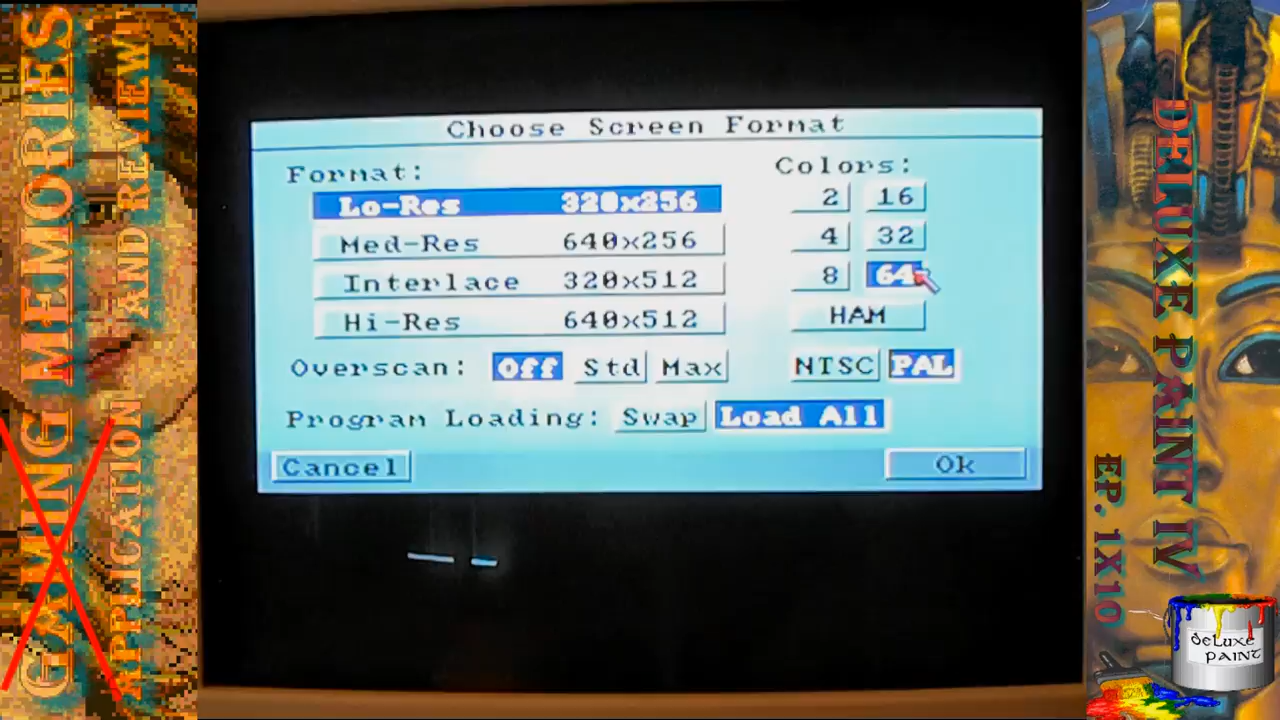 GAMING MEMORIES
APPLICATION AND REVIEW
Choose Screen Format
Format:
Colors:
Lo-Res 320x256
2 16
Med-Res 640x256
4 32
Interlace 320x512
8 64
Hi-Res 640x512
HAM
Overscan: Off Std Max
NTSC PAL
Program Loading: Swap Load All
Cancel
Ok
DELUXE PAINT IV
EP. 1X10
deLuxe
PAINT